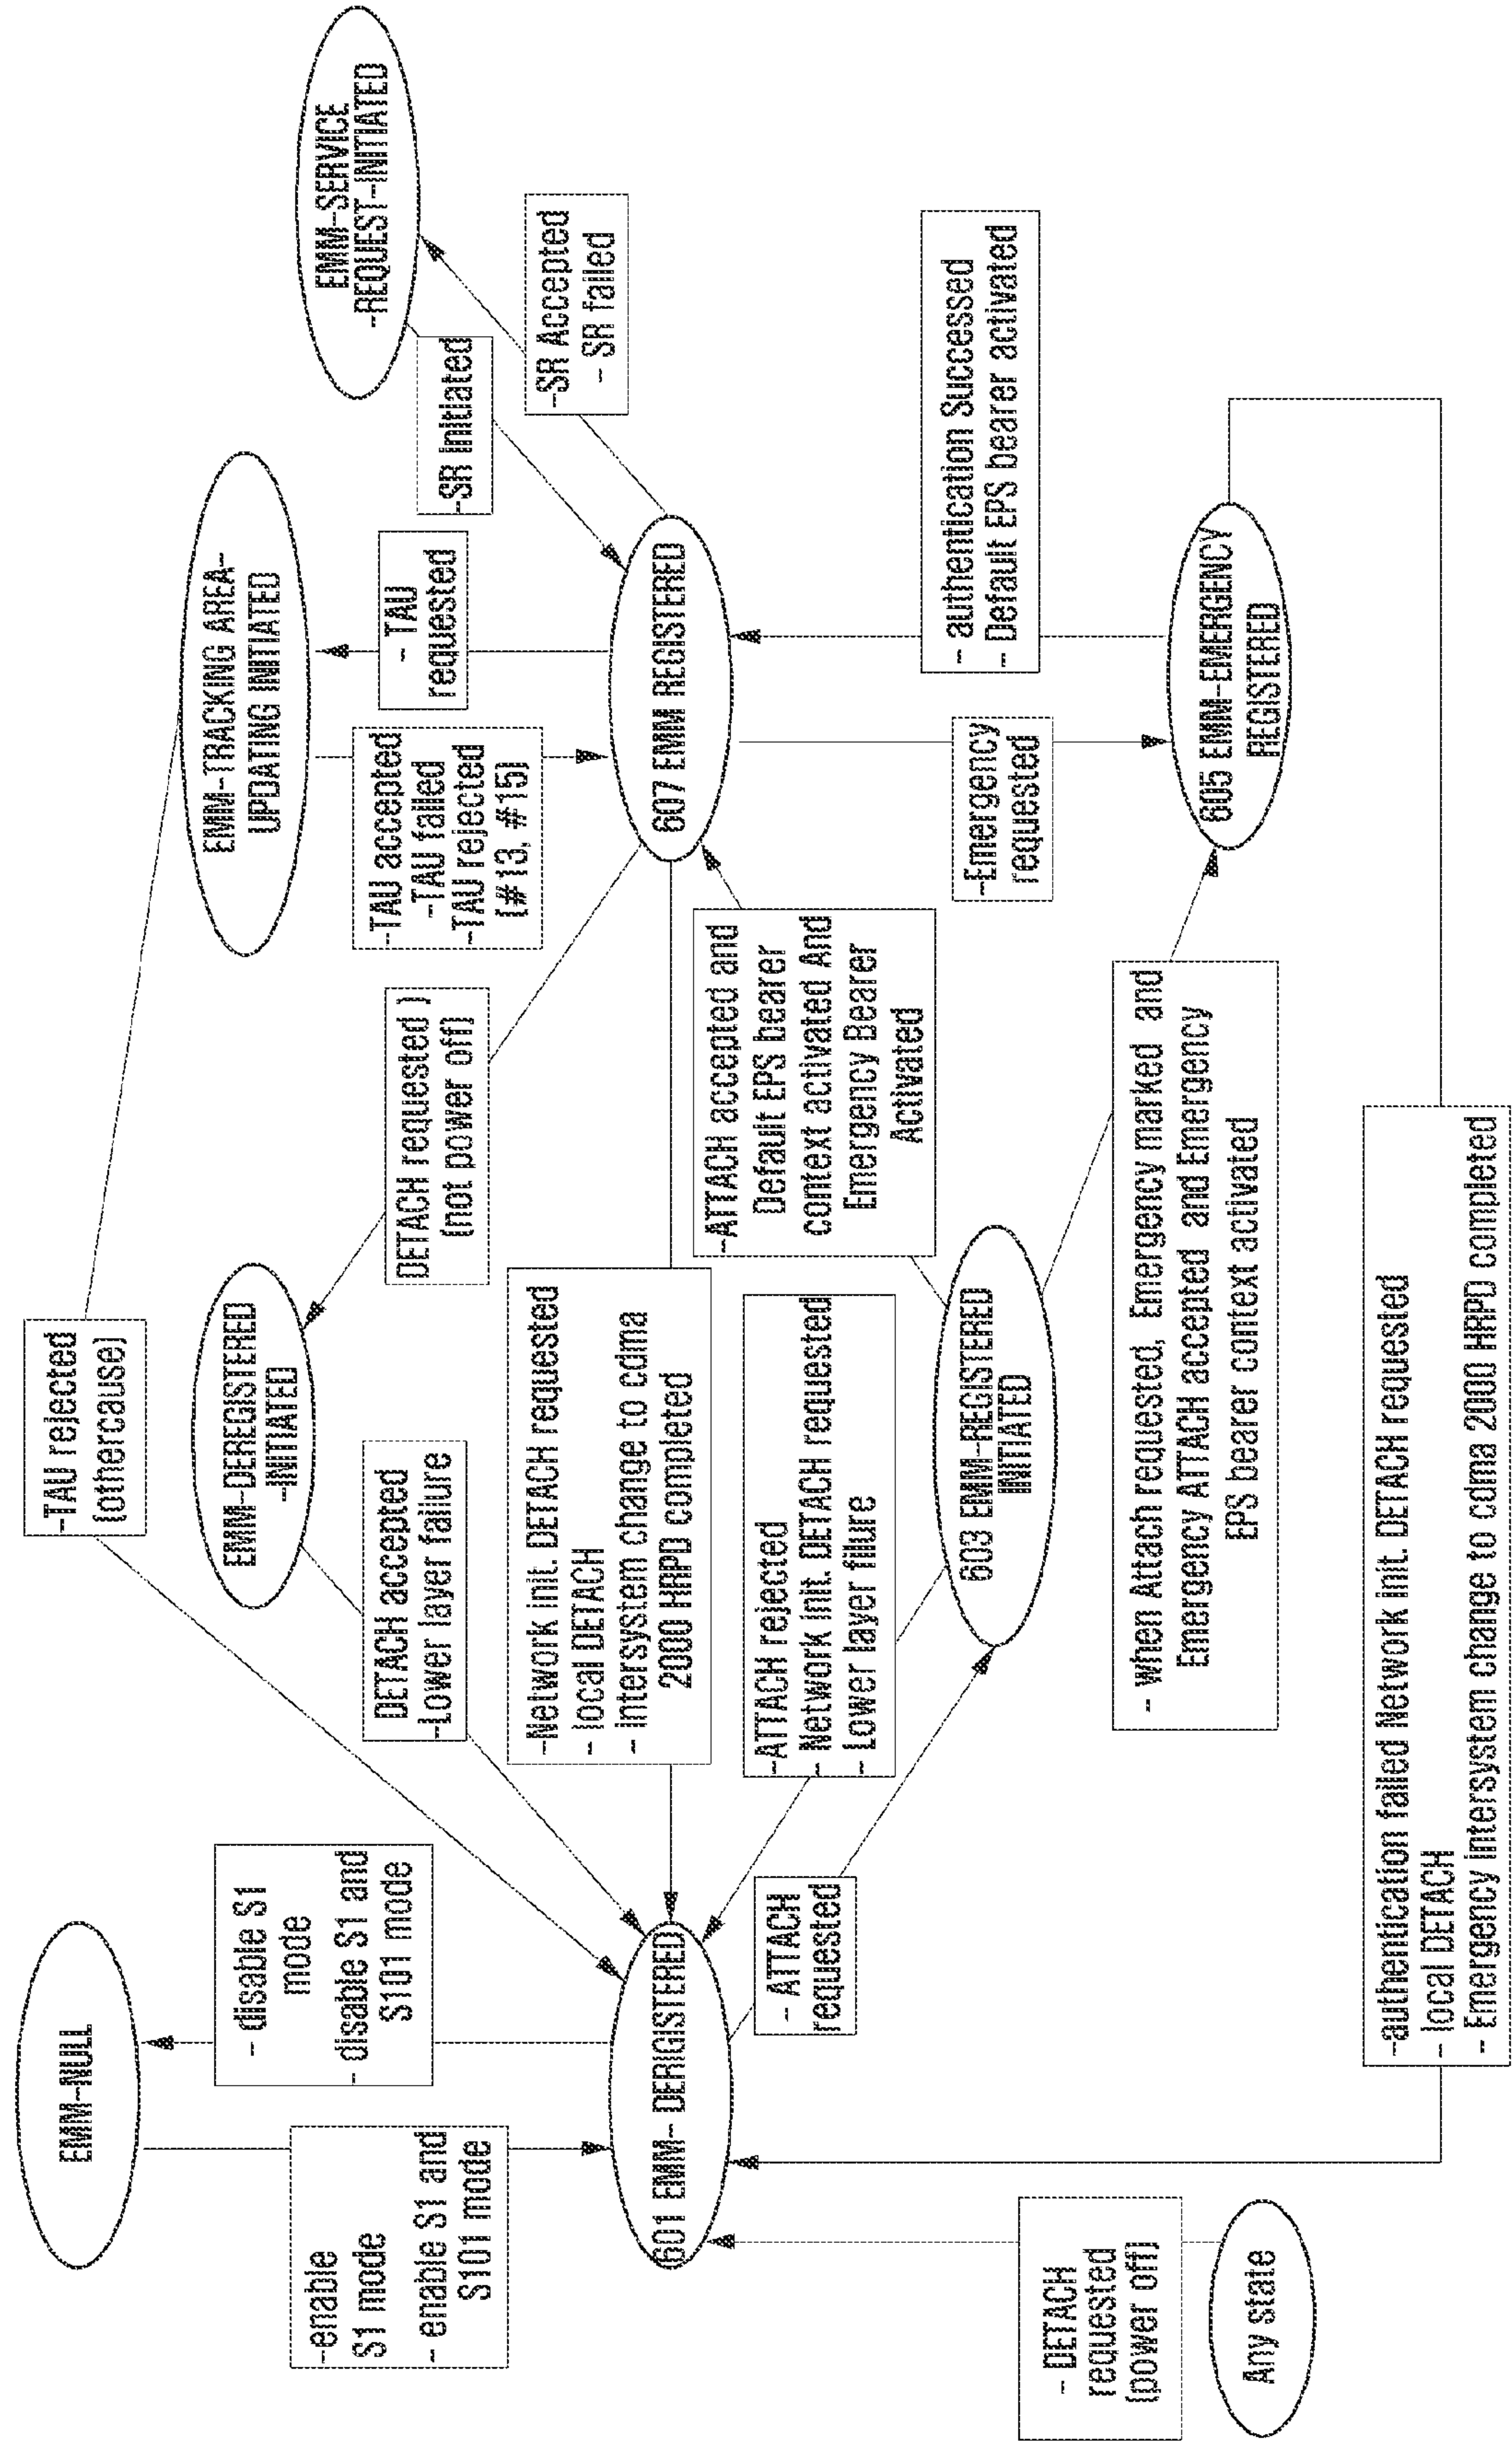 EMM-NULL
-enable
S1 mode
- enable S1 and
S101 mode
- disable S1
mode
- disable S1 and
S101 mode
-TAU rejected
(othercause)
EMM-DEREGISTERED
-INITIATED
DETACH accepted
-Lower layer failure
DETACH requested )
(not power off)
EMM-TRACKING AREA-
UPDATING INITIATED
-TAU accepted
-TAU failed
-TAU rejected
(#13, #15)
- TAU
requested
EMM-SERVICE
-REQUEST-INITIATED
-SR initiated
-SR Accepted
- SR failed
601 EMM- DERIGISTERED
-Network init. DETACH requested
- local DETACH
- intersystem change to cdma
2000 HRPD completed
607 EMM REGISTERED
- ATTACH
requested
-ATTACH rejected
- Network init. DETACH requested
- Lower layer fillure
-ATTACH accepted and
Default EPS bearer
context activated And
Emergency Bearer
Activated
603 EMM-REGISTERED
INITIATED
-Emergency
requested
- authentication Successed
- Default EPS bearer activated
- DETACH
requested
(power off)
Any state
- when Attach requested, Emergency marked and
Emergency ATTACH accepted and Emergency
EPS bearer context activated
605 EMM-EMERGENCY
REGISTERED
-authentication failed Network init. DETACH requested
- local DETACH
- Emergency intersystem change to cdma 2000 HRPD completed